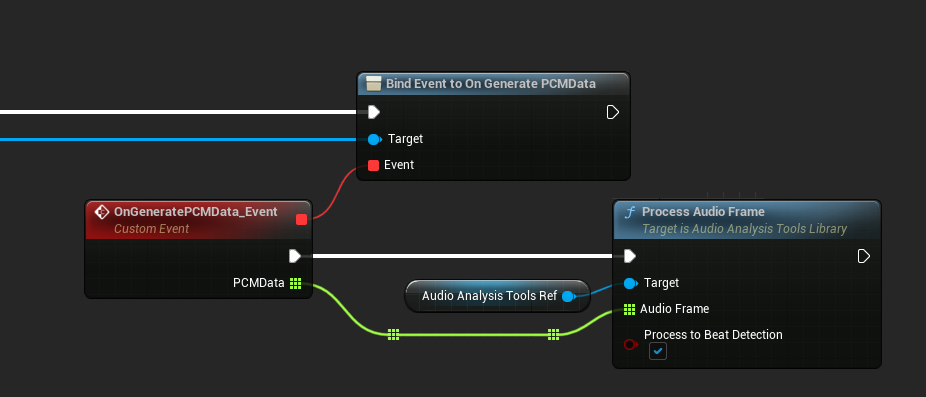 Bind Event to On Generate PCMData
Target
Event
OnGeneratePCMData_Event
Custom Event
PCMData
Audio Analysis Tools Ref
Process Audio Frame
Target is Audio Analysis Tools Library
Target
Audio Frame
Process to Beat Detection